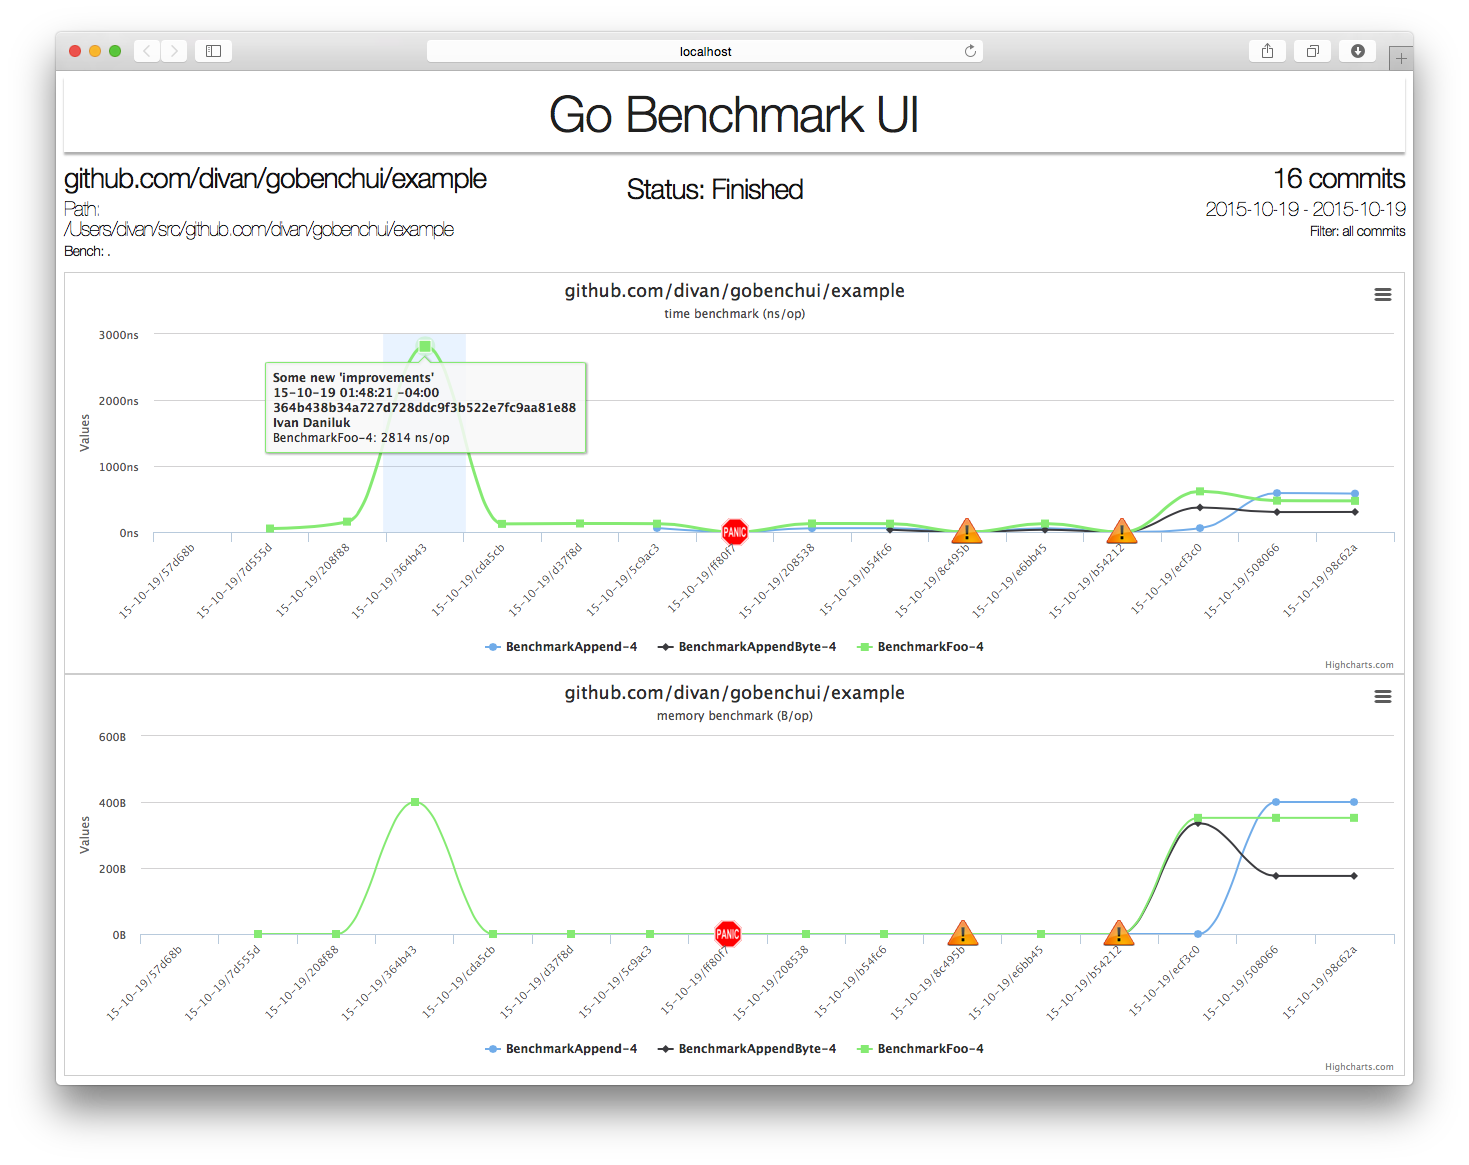 localhost
Go Benchmark UI
github.com/divan/gobenchui/example
Path:
/Users/divan/src/github.com/divan/gobenchui/example
Bench: .
Status: Finished
16 commits
2015-10-19 - 2015-10-19
Filter: all commits
github.com/divan/gobenchui/example
time benchmark (ns/op)
Values
3000ns
2000ns
1000ns
0ns
Some new 'improvements'
15-10-19 01:48:21 -04:00
364b438b34a727d728ddc9f3b522e7fc9aa81e88
Ivan Daniluk
BenchmarkFoo-4: 2814 ns/op
PANIC
15-10-19/57d68b
15-10-19/7d555d
15-10-19/208f88
15-10-19/364b43
15-10-19/cda5cb
15-10-19/d37f8d
15-10-19/5c9ac3
15-10-19/ff80f7
15-10-19/208538
15-10-19/b54fc6
15-10-19/8c495b
15-10-19/e6bb45
15-10-19/b54212
15-10-19/ecf3c0
15-10-19/508066
15-10-19/98c62a
BenchmarkAppend-4
BenchmarkAppendByte-4
BenchmarkFoo-4
Highcharts.com
github.com/divan/gobenchui/example
memory benchmark (B/op)
Values
600B
400B
200B
0B
PANIC
15-10-19/57d68b
15-10-19/7d555d
15-10-19/208f88
15-10-19/364b43
15-10-19/cda5cb
15-10-19/d37f8d
15-10-19/5c9ac3
15-10-19/ff80f7
15-10-19/208538
15-10-19/b54fc6
15-10-19/8c495b
15-10-19/e6bb45
15-10-19/b54212
15-10-19/ecf3c0
15-10-19/508066
15-10-19/98c62a
BenchmarkAppend-4
BenchmarkAppendByte-4
BenchmarkFoo-4
Highcharts.com